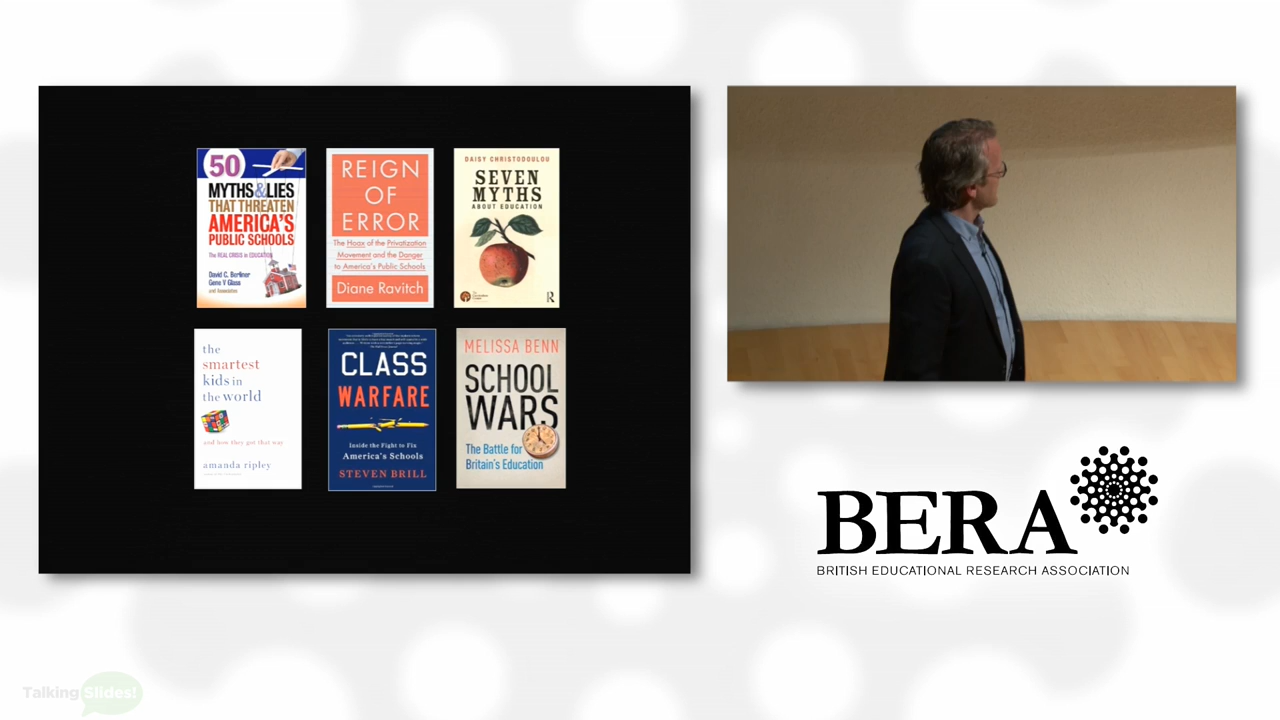 50
MYTHS & LIES
THAT THREATEN
AMERICA'S
PUBLIC SCHOOLS
The REAL CRISIS in EDUCATION
David C. Berliner
Gene V Glass
and Associates
REIGN
OF
ERROR
The Hoax of the Privatization
Movement and the Danger
to America's Public Schools
Diane Ravitch
DAISY CHRISTODOULOU
SEVEN
MYTHS
ABOUT EDUCATION
R
the
smartest
kids in
the world
and how they got that way
amanda ripley
CLASS
WARFARE
Inside the Fight to Fix
America's Schools
STEVEN BRILL
MELISSA BENN
SCHOOL
WARS
The Battle for
Britain's Education
BERA
BRITISH EDUCATIONAL RESEARCH ASSOCIATION
Talking Slides!